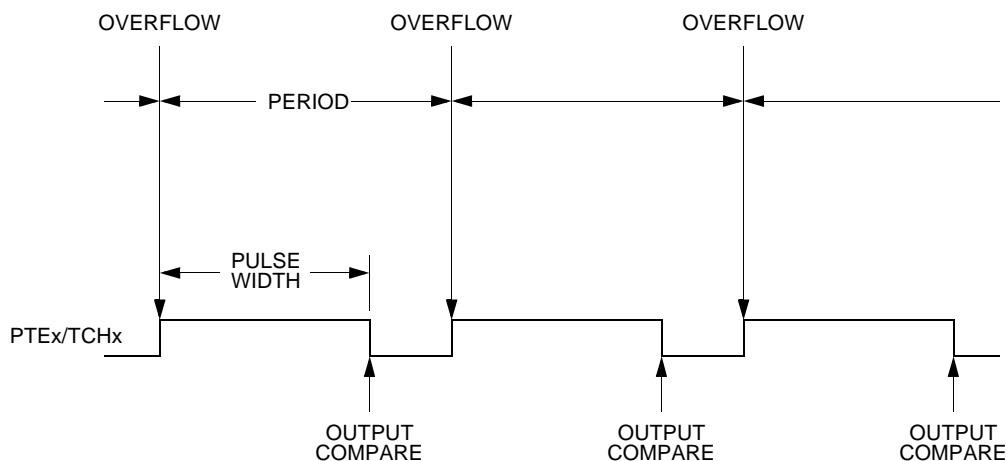 OVERFLOW
OVERFLOW
OVERFLOW
PERIOD
PULSE
WIDTH
PTEx/TCHx
OUTPUT
COMPARE
OUTPUT
COMPARE
OUTPUT
COMPARE